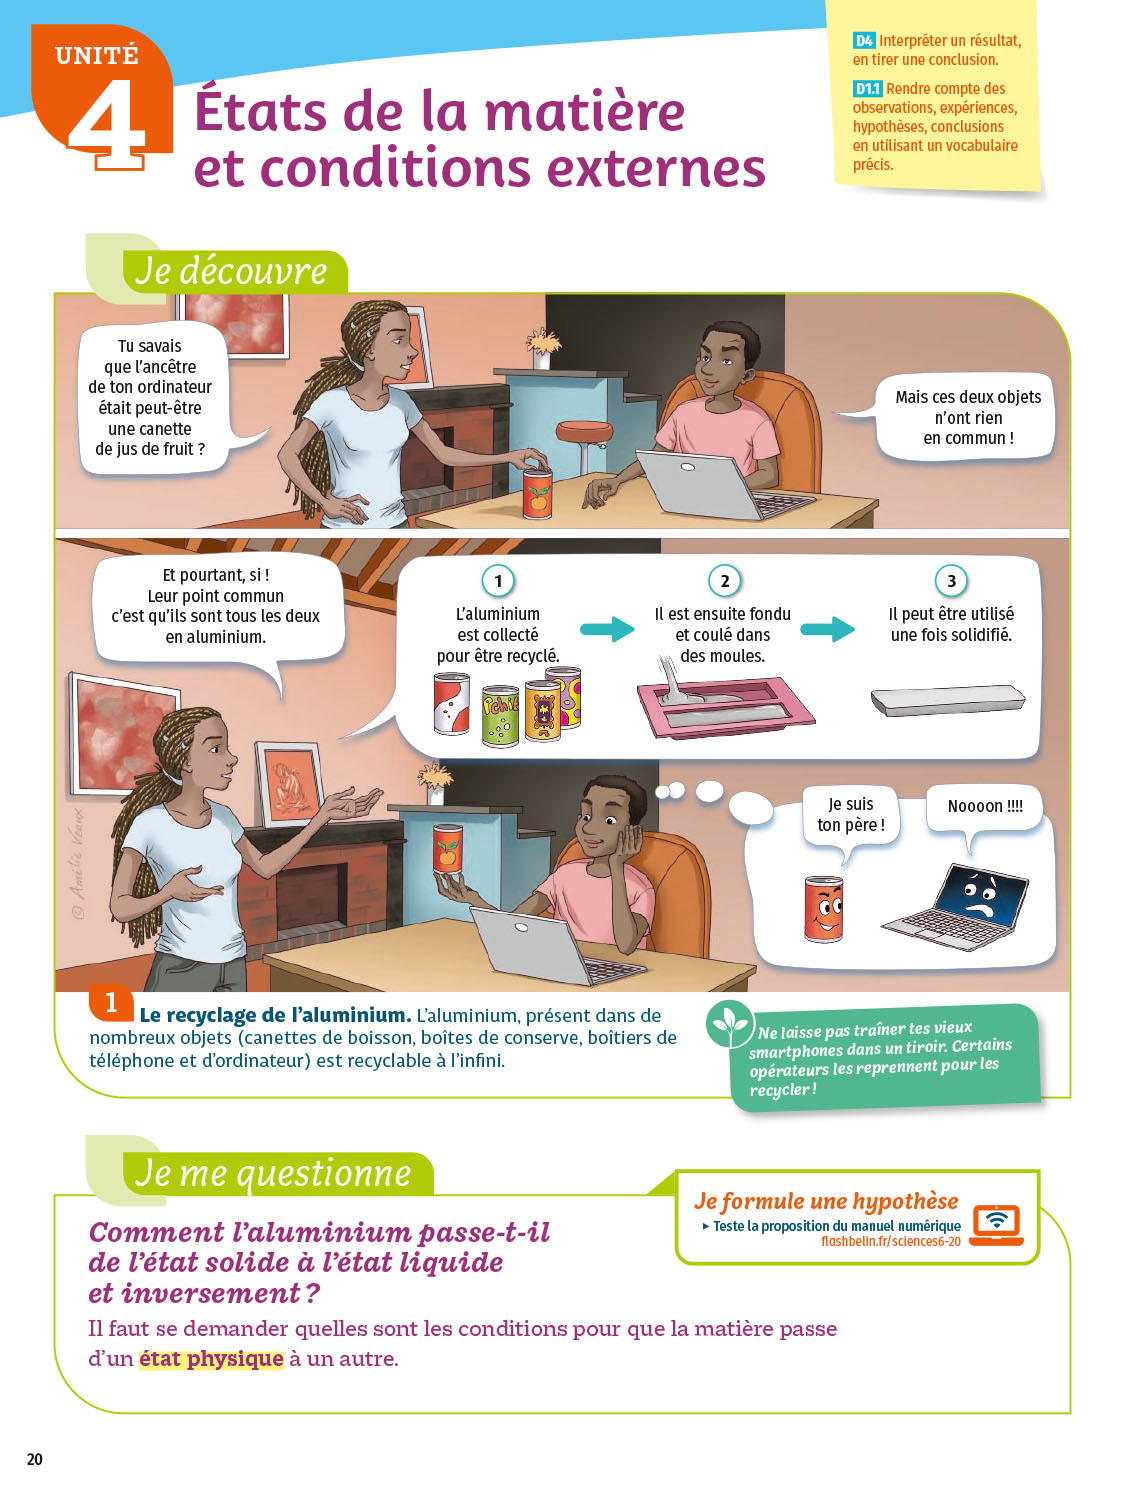 UNITÉ
4
États de la matière
et conditions externes
D4 Interpréter un résultat,
en tirer une conclusion.
D1.1 Rendre compte des
observations, expériences,
hypothèses, conclusions
en utilisant un vocabulaire
précis.
Je découvre
Tu savais
que l'ancêtre
de ton ordinateur
était peut-être
une canette
de jus de fruit ?
Mais ces deux objets
n'ont rien
en commun !
Et pourtant, si !
Leur point commun
c'est qu'ils sont tous les deux
en aluminium.
1
L'aluminium
est collecté
pour être recyclé.
2
Il est ensuite fondu
et coulé dans
des moules.
3
Il peut être utilisé
une fois solidifié.
Je suis
ton père !
Noooon !!!!
© Amélie Veaux
1 Le recyclage de l'aluminium. L'aluminium, présent dans de
nombreux objets (canettes de boisson, boîtes de conserve, boîtiers de
téléphone et d'ordinateur) est recyclable à l'infini.
Ne laisse pas traîner tes vieux
smartphones dans un tiroir. Certains
opérateurs les reprennent pour les
recycler !
Je me questionne
Comment l'aluminium passe-t-il
de l'état solide à l'état liquide
et inversement ?
Il faut se demander quelles sont les conditions pour que la matière passe
d'un état physique à un autre.
Je formule une hypothèse
▸ Teste la proposition du manuel numérique
flashbelin.fr/sciences6-20
20